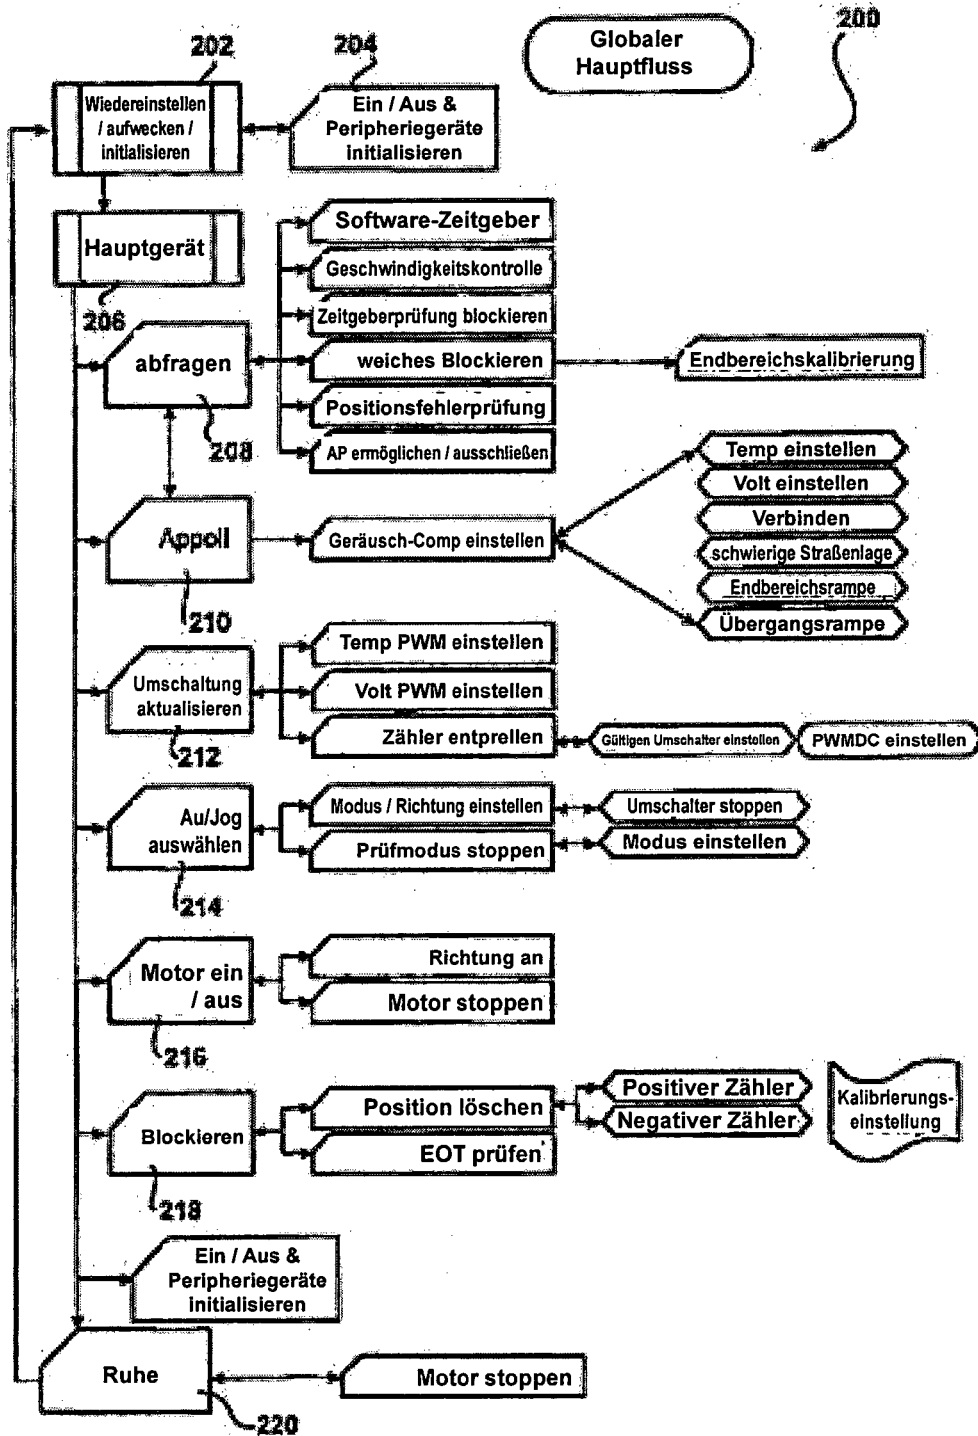 200
Globaler
Hauptfluss
202
204
Wiedereinstellen
/ aufwecken /
initialisieren
Ein / Aus &
Peripheriegeräte
initialisieren
Hauptgerät
206
Software-Zeitgeber
Geschwindigkeitskontrolle
Zeitgeberprüfung blockieren
abfragen
weiches Blockieren
Endbereichskalibrierung
Positionsfehlerprüfung
208
AP ermöglichen / ausschließen
Temp einstellen
Volt einstellen
Verbinden
Appoll
Geräusch-Comp einstellen
schwierige Straßenlage
Endbereichsrampe
Übergangsrampe
210
Temp PWM einstellen
Umschaltung
aktualisieren
Volt PWM einstellen
Zähler entprellen
Gültigen Umschalter einstellen
PWMDC einstellen
212
Au/Jog
auswählen
Modus / Richtung einstellen
Umschalter stoppen
Prüfmodus stoppen
Modus einstellen
214
Motor ein
/ aus
Richtung an
Motor stoppen
216
Blockieren
Position löschen
Positiver Zähler
Negativer Zähler
Kalibrierungs-
einstellung
EOT prüfen
218
Ein / Aus &
Peripheriegeräte
initialisieren
Ruhe
Motor stoppen
220